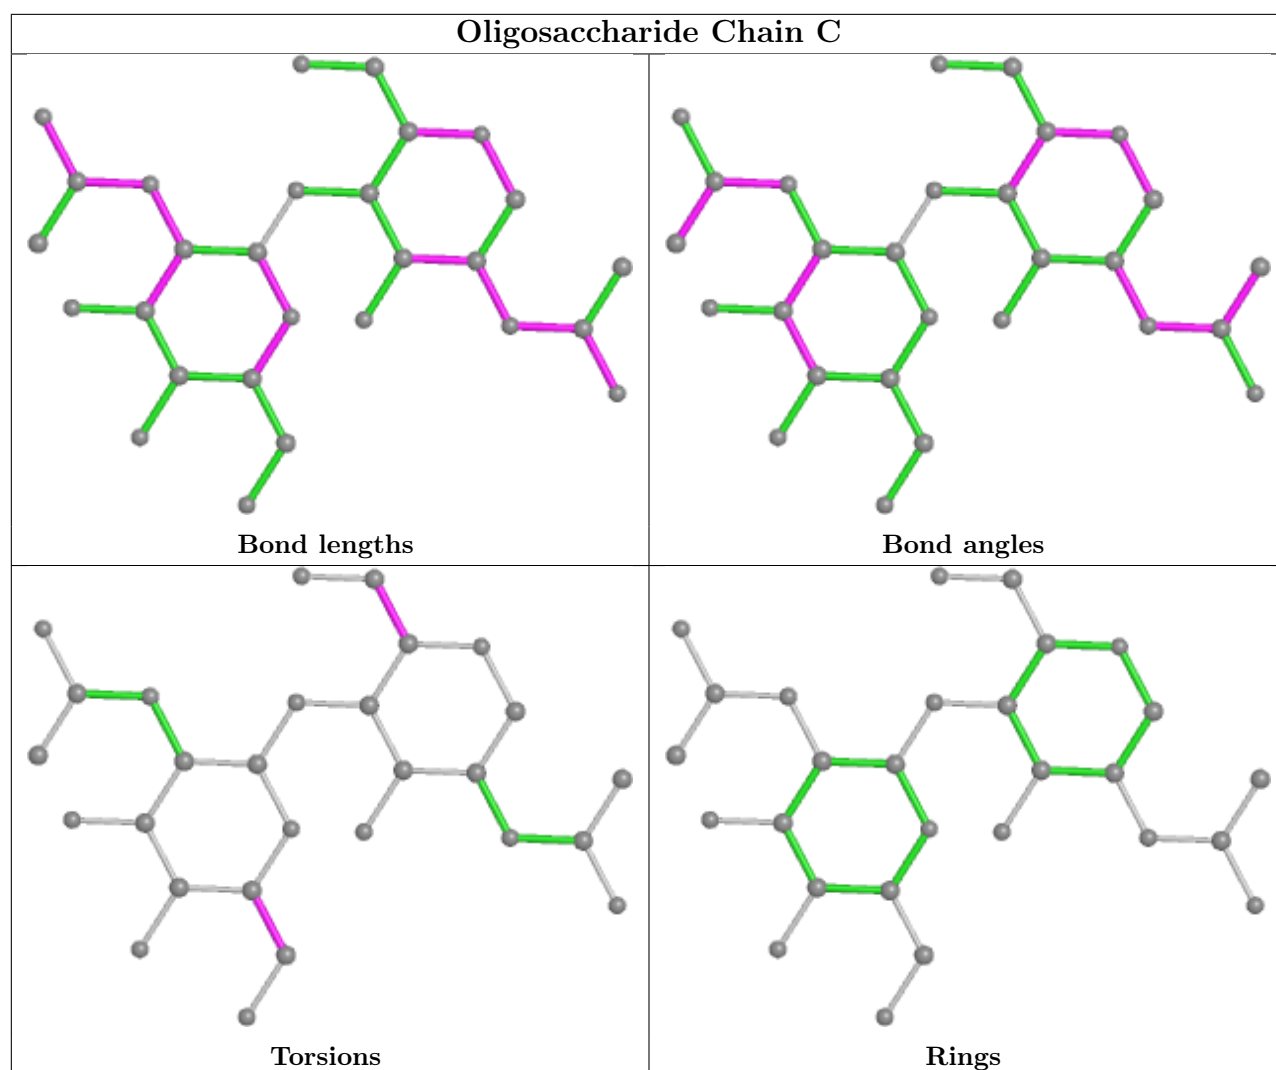 Oligosaccharide Chain C
Bond lengths
Bond angles
Torsions
Rings